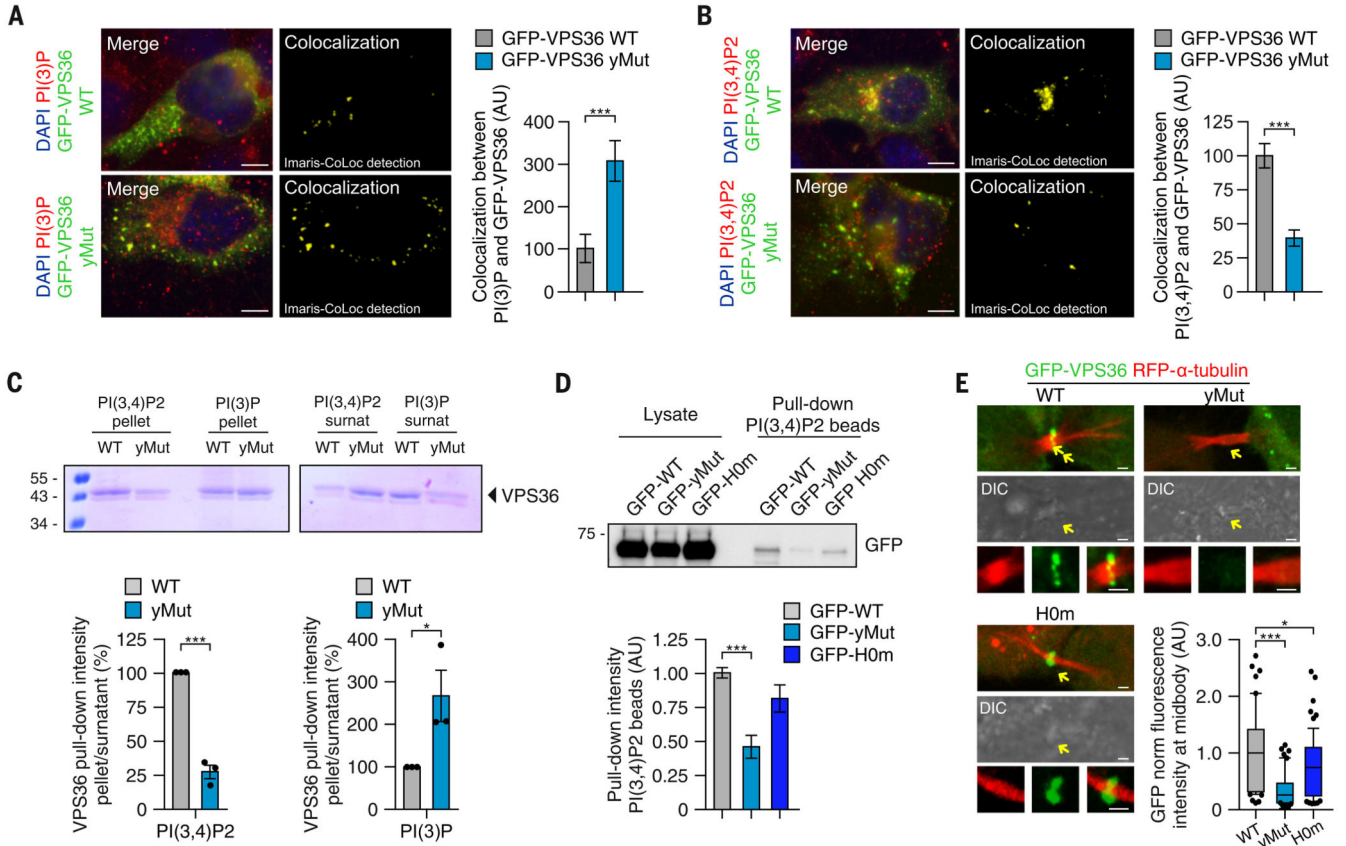 A
DAPI PI(3)P
GFP-VPS36
WT
Merge
Colocalization
Imaris-CoLoc detection
DAPI PI(3)P
GFP-VPS36
yMut
Merge
Colocalization
Imaris-CoLoc detection
GFP-VPS36 WT
GFP-VPS36 yMut
Colocalization between
PI(3)P and GFP-VPS36 (AU)
400
300
200
100
0
***
B
DAPI PI(3,4)P2
GFP-VPS36
WT
Merge
Colocalization
Imaris-CoLoc detection
DAPI PI(3,4)P2
GFP-VPS36
yMut
Merge
Colocalization
Imaris-CoLoc detection
GFP-VPS36 WT
GFP-VPS36 yMut
Colocalization between
PI(3,4)P2 and GFP-VPS36 (AU)
125
100
75
50
25
0
***
C
PI(3,4)P2
pellet
PI(3)P
pellet
PI(3,4)P2
surnat
PI(3)P
surnat
WT yMut WT yMut WT yMut WT yMut
55 -
43 -
34 -
VPS36
WT
yMut
VPS36 pull-down intensity
pellet/surnatant (%)
125
100
75
50
25
0
***
PI(3,4)P2
WT
yMut
VPS36 pull-down intensity
pellet/surnatant (%)
400
300
200
100
0
*
PI(3)P
D
Lysate
Pull-down
PI(3,4)P2 beads
GFP-WT
GFP-yMut
GFP-H0m
GFP-WT
GFP-yMut
GFP H0m
75 -
GFP
GFP-WT
GFP-yMut
GFP-H0m
Pull-down intensity
PI(3,4)P2 beads (AU)
1.25
1.00
0.75
0.50
0.25
0
***
E
GFP-VPS36 RFP-α-tubulin
WT
yMut
DIC
DIC
H0m
DIC
GFP norm fluorescence
intensity at midbody (AU)
3.0
2.0
1.0
0
***
*
WT
yMut
H0m